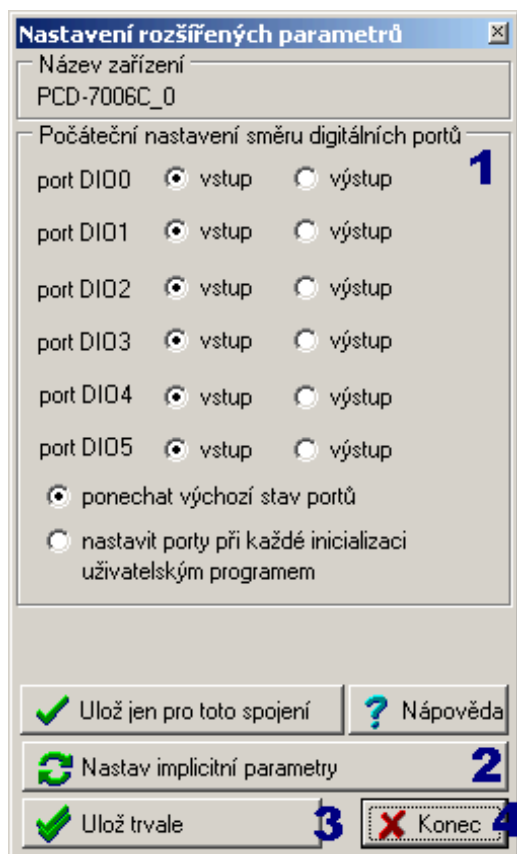 Nastavení rozšířených parametrů
Název zařízení
PCD-7006C_0
Počáteční nastavení směru digitálních portů
1
port DIO0 vstup výstup
port DIO1 vstup výstup
port DIO2 vstup výstup
port DIO3 vstup výstup
port DIO4 vstup výstup
port DIO5 vstup výstup
ponechat výchozí stav portů
nastavit porty při každé inicializaci
uživatelským programem
Ulož jen pro toto spojení ? Nápověda
Nastav implicitní parametry 2
Ulož trvale 3 Konec 4